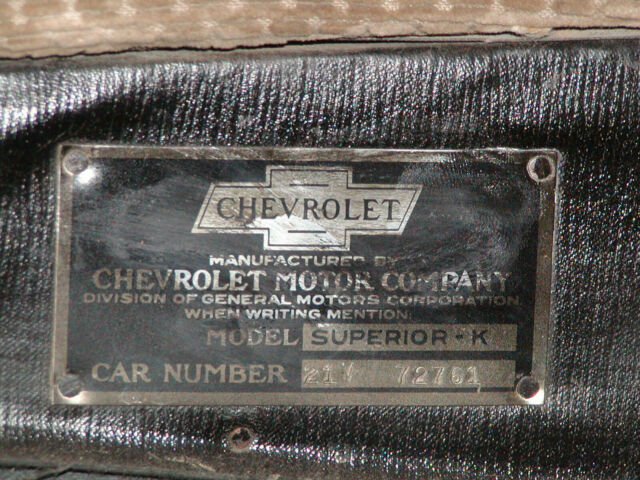 CHEVROLET
MANUFACTURED BY
CHEVROLET MOTOR COMPANY
DIVISION OF GENERAL MOTORS CORPORATION
WHEN WRITING MENTION:
MODEL SUPERIOR-K
CAR NUMBER 72761